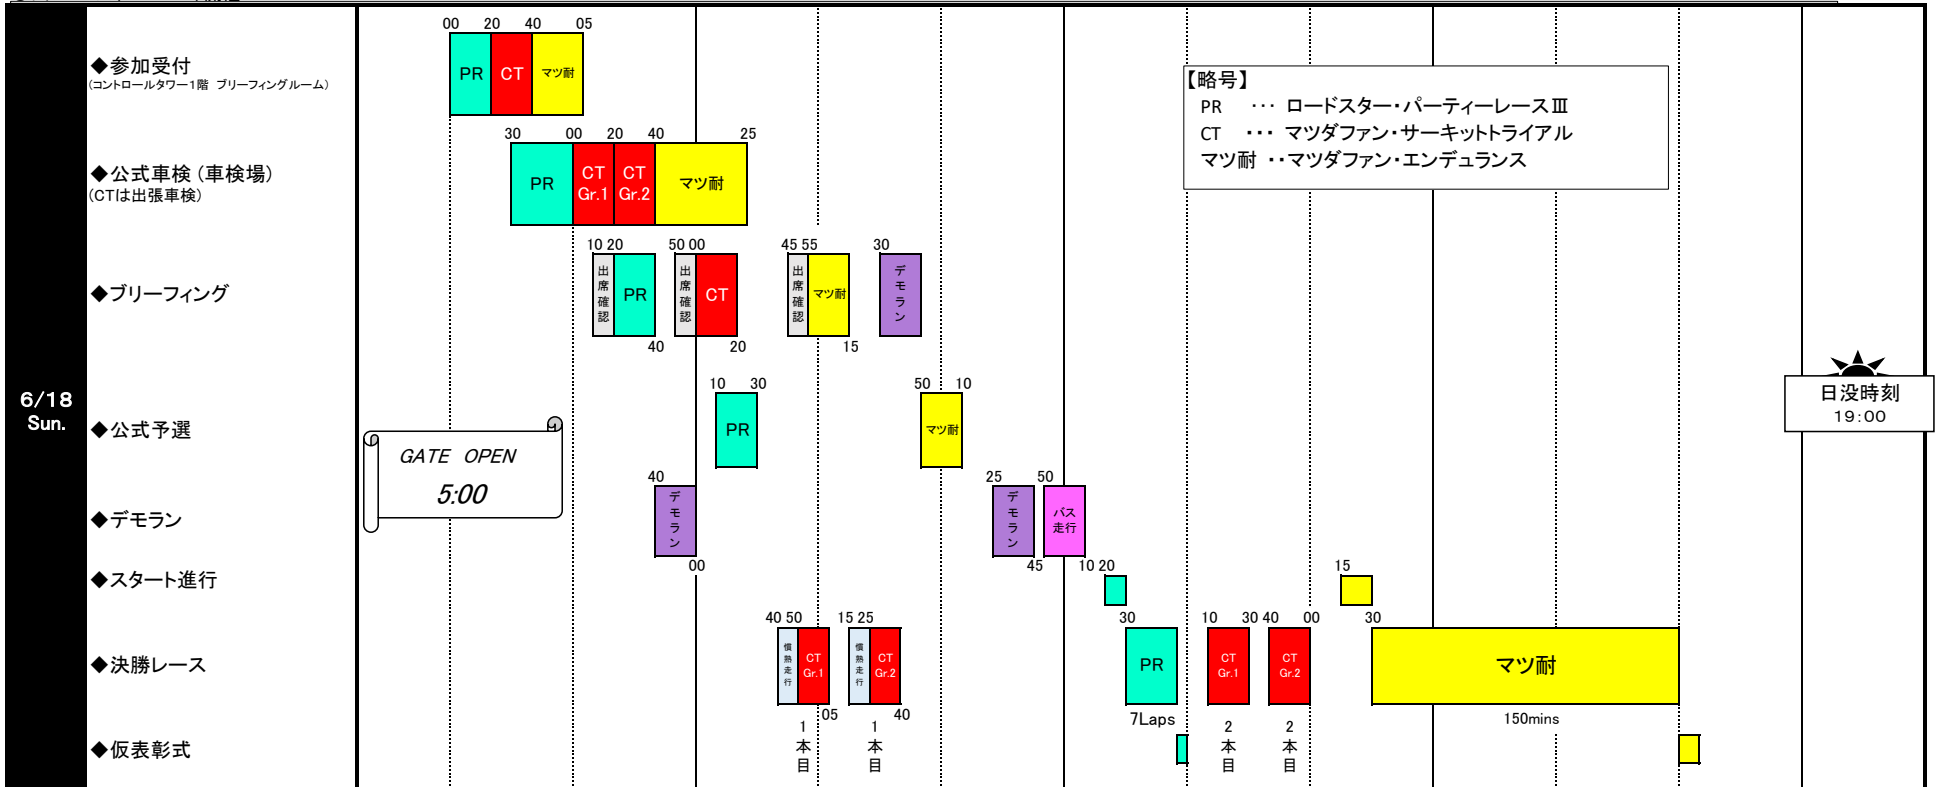 00 20 40 05
◆参加受付
(コントロールタワー1階 ブリーフィングルーム)
PR CT マツ耐
【略号】
PR ・・・ ロードスター・パーティーレースⅢ
CT ・・・ マツダファン・サーキットトライアル
マツ耐 ・・マツダファン・エンデュランス
30 00 20 40 25
◆公式車検（車検場）
(CTは出張車検)
PR
CT
Gr.1
CT
Gr.2
マツ耐
10 20 50 00 45 55 30
◆ブリーフィング
出席確認
PR
出席確認
CT
出席確認
マツ耐
デモラン
40 20 15
6/18
Sun.
日没時刻
19:00
10 30 50 10
◆公式予選
PR
マツ耐
GATE OPEN
5:00
40 25 50
◆デモラン
デモラン
デモラン
バス
走行
00 45 10 20 15
◆スタート進行
40 50 15 25 30 10 30 40 00 30
◆決勝レース
慣熟走行
CT
Gr.1
慣熟走行
CT
Gr.2
PR
CT
Gr.1
CT
Gr.2
マツ耐
05 40
7Laps
150mins
1本目
1本目
2本目
2本目
◆仮表彰式